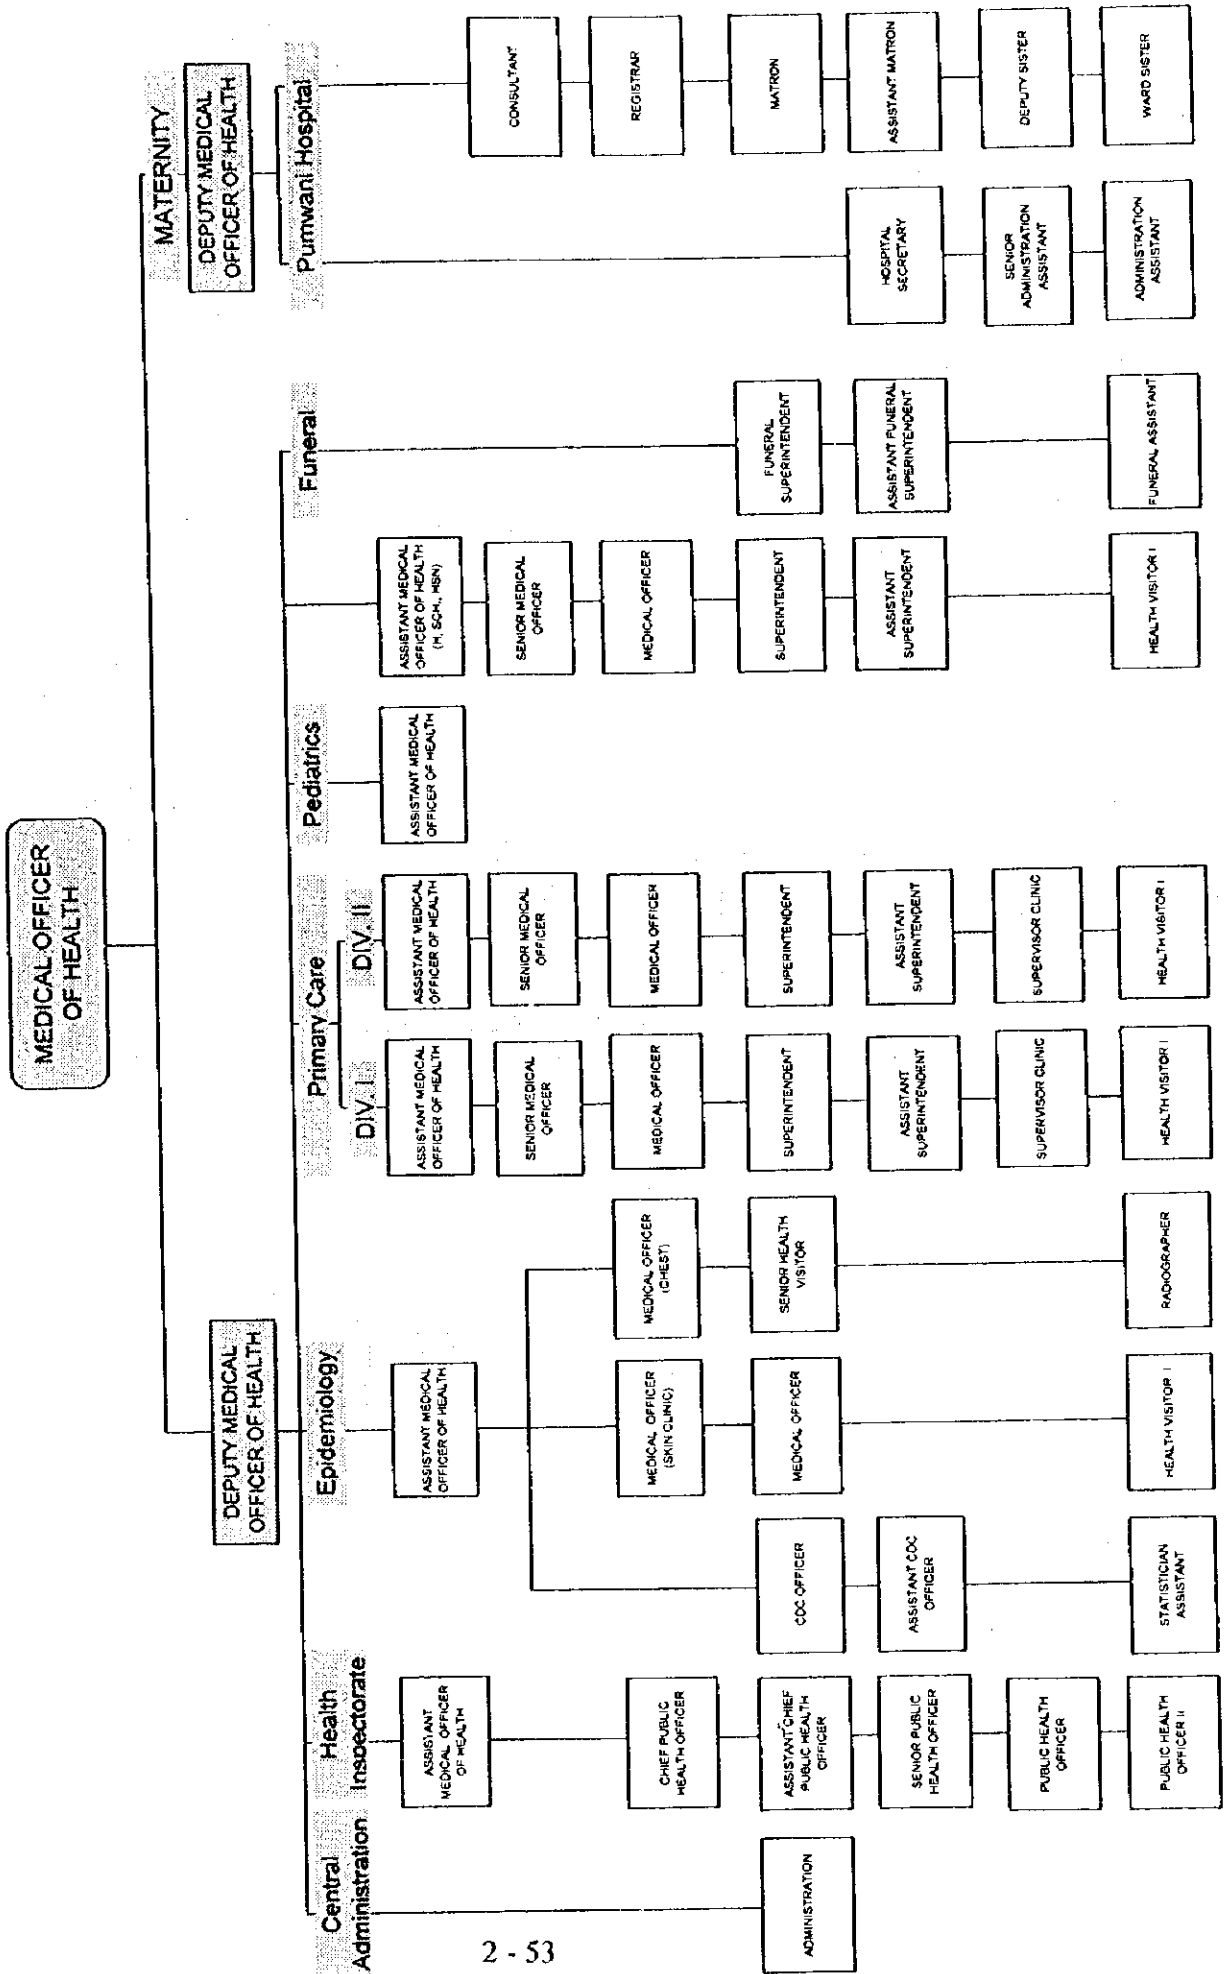 MEDICAL OFFICER
OF HEALTH
DEPUTY MEDICAL
OFFICER OF HEALTH
MATERNITY
DEPUTY MEDICAL
OFFICER OF HEALTH
Central
Administration
Health
Inspectorate
Epidemiology
Primary Care
DIV. I
DIV. II
Pediatrics
Funeral
Pumwani Hospital
ADMINISTRATION
ASSISTANT
MEDICAL OFFICER
OF HEALTH
CHIEF PUBLIC
HEALTH OFFICER
ASSISTANT CHIEF
PUBLIC HEALTH
OFFICER
SENIOR PUBLIC
HEALTH OFFICER
PUBLIC HEALTH
OFFICER
PUBLIC HEALTH
OFFICER II
ASSISTANT MEDICAL
OFFICER OF HEALTH
CDC OFFICER
ASSISTANT CDC
OFFICER
STATISTICIAN
ASSISTANT
MEDICAL OFFICER
(SKIN CLINIC)
MEDICAL OFFICER
HEALTH VISITOR I
MEDICAL OFFICER
(CHEST)
SENIOR HEALTH
VISITOR
RADIOGRAPHER
ASSISTANT MEDICAL
OFFICER OF HEALTH
SENIOR MEDICAL
OFFICER
MEDICAL OFFICER
SUPERINTENDENT
ASSISTANT
SUPERINTENDENT
SUPERVISOR CLINIC
HEALTH VISITOR I
ASSISTANT MEDICAL
OFFICER OF HEALTH
SENIOR MEDICAL
OFFICER
MEDICAL OFFICER
SUPERINTENDENT
ASSISTANT
SUPERINTENDENT
SUPERVISOR CLINIC
HEALTH VISITOR I
ASSISTANT MEDICAL
OFFICER OF HEALTH
ASSISTANT MEDICAL
OFFICER OF HEALTH
(H, SCH., HSN)
SENIOR MEDICAL
OFFICER
MEDICAL OFFICER
SUPERINTENDENT
ASSISTANT
SUPERINTENDENT
HEALTH VISITOR I
FUNERAL
SUPERINTENDENT
ASSISTANT FUNERAL
SUPERINTENDENT
FUNERAL ASSISTANT
HOSPITAL
SECRETARY
SENIOR
ADMINISTRATION
ASSISTANT
ADMINISTRATION
ASSISTANT
CONSULTANT
REGISTRAR
MATRON
ASSISTANT MATRON
DEPUTY SISTER
WARD SISTER
2 - 53